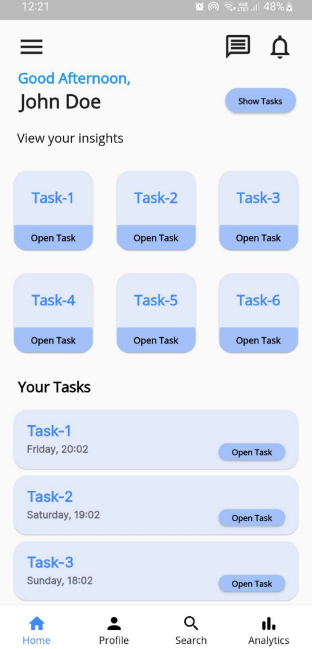 12:21
48%
Good Afternoon,
John Doe
Show Tasks
View your insights
Task-1 Task-2 Task-3
Open Task Open Task Open Task
Task-4 Task-5 Task-6
Open Task Open Task Open Task
Your Tasks
Task-1
Friday, 20:02
Open Task
Task-2
Saturday, 19:02
Open Task
Task-3
Sunday, 18:02
Open Task
Home Profile Search Analytics